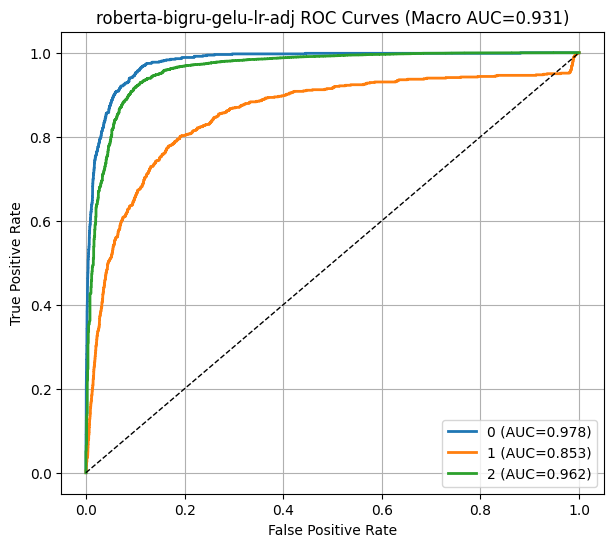 roberta-bigru-gelu-lr-adj ROC Curves (Macro AUC=0.931)
True Positive Rate
1.0
0.8
0.6
0.4
0.2
0.0
0 (AUC=0.978)
1 (AUC=0.853)
2 (AUC=0.962)
0.0 0.2 0.4 0.6 0.8 1.0
False Positive Rate